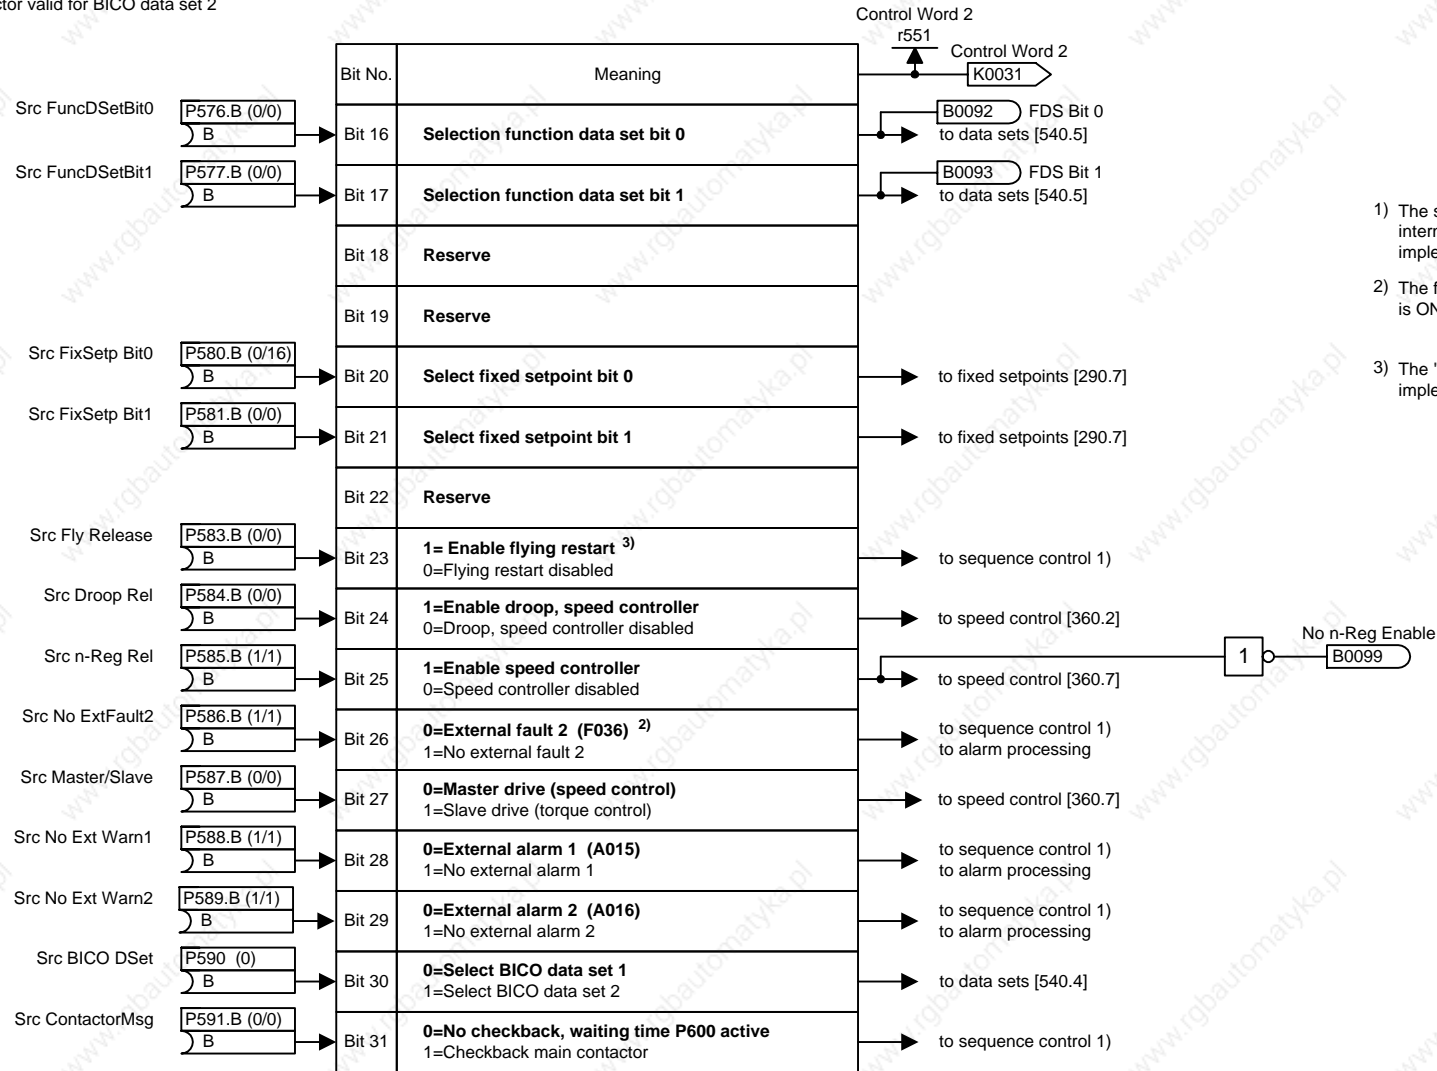 ctor valid for BICO data set 2
Control Word 2
r551
Control Word 2
K0031
Bit No. Meaning
Src FuncDSetBit0 P576.B (0/0) B Bit 16 Selection function data set bit 0 B0092 FDS Bit 0
to data sets [540.5]
Src FuncDSetBit1 P577.B (0/0) B Bit 17 Selection function data set bit 1 B0093 FDS Bit 1
to data sets [540.5]
Bit 18 Reserve
Bit 19 Reserve
Src FixSetp Bit0 P580.B (0/16) B Bit 20 Select fixed setpoint bit 0 to fixed setpoints [290.7]
Src FixSetp Bit1 P581.B (0/0) B Bit 21 Select fixed setpoint bit 1 to fixed setpoints [290.7]
Bit 22 Reserve
Src Fly Release P583.B (0/0) B Bit 23 1= Enable flying restart 3)
0=Flying restart disabled
to sequence control 1)
Src Droop Rel P584.B (0/0) B Bit 24 1=Enable droop, speed controller
0=Droop, speed controller disabled
to speed control [360.2]
Src n-Reg Rel P585.B (1/1) B Bit 25 1=Enable speed controller
0=Speed controller disabled
to speed control [360.7]
1
No n-Reg Enable
B0099
Src No ExtFault2 P586.B (1/1) B Bit 26 0=External fault 2 (F036) 2)
1=No external fault 2
to sequence control 1)
to alarm processing
Src Master/Slave P587.B (0/0) B Bit 27 0=Master drive (speed control)
1=Slave drive (torque control)
to speed control [360.7]
Src No Ext Warn1 P588.B (1/1) B Bit 28 0=External alarm 1 (A015)
1=No external alarm 1
to sequence control 1)
to alarm processing
Src No Ext Warn2 P589.B (1/1) B Bit 29 0=External alarm 2 (A016)
1=No external alarm 2
to sequence control 1)
to alarm processing
Src BICO DSet P590 (0) B Bit 30 0=Select BICO data set 1
1=Select BICO data set 2
to data sets [540.4]
Src ContactorMsg P591.B (0/0) B Bit 31 0=No checkback, waiting time P600 active
1=Checkback main contactor
to sequence control 1)
1) The s
intern
imple
2) The f
is ON
3) The "
imple
www.rgbautomatyka.pl